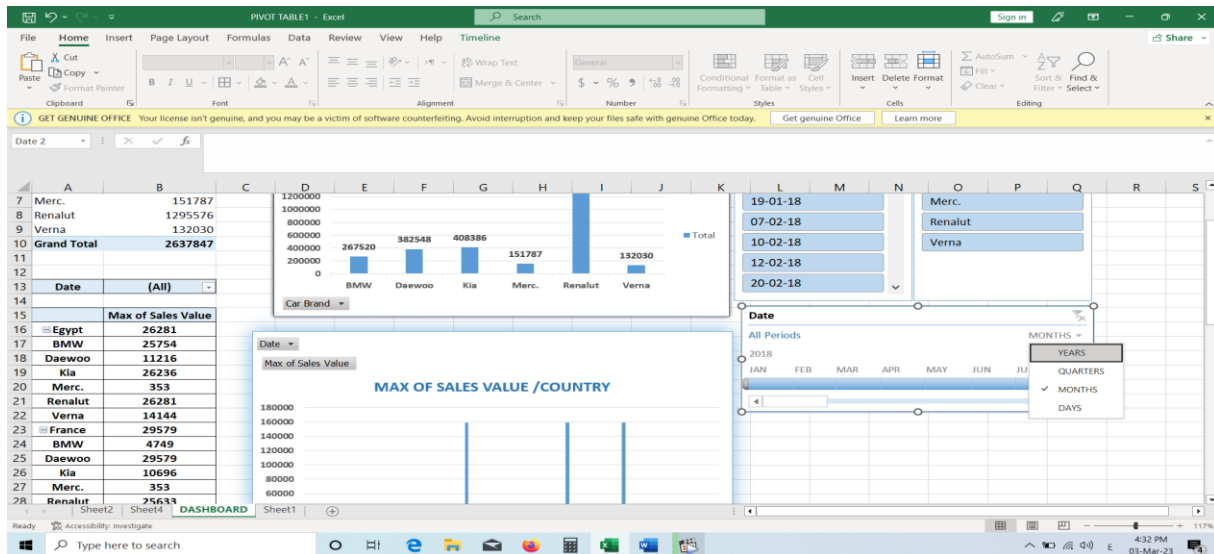 PIVOT TABLE1 - Excel
Search
Sign in
File Home Insert Page Layout Formulas Data Review View Help Timeline
Share
Paste
Cut
Copy
Format Painter
Clipboard
B I U
A A
Font
Wrap Text
Merge & Center
Alignment
General
$ % 9
Number
Conditional Formatting
Format as Table
Cell Styles
Styles
Insert Delete Format
Cells
AutoSum
Fill
Clear
Sort & Filter
Find & Select
Editing
GET GENUINE OFFICE Your license isn't genuine, and you may be a victim of software counterfeiting. Avoid interruption and keep your files safe with genuine Office today. Get genuine Office Learn more
Date 2
fx
A B C D E F G H I J K L M N O P Q R S
7 Merc. 151787
8 Renalut 1295576
9 Verna 132030
10 Grand Total 2637847
11
12
13 Date (All)
14
15 Max of Sales Value
16 Egypt 26281
17 BMW 25754
18 Daewoo 11216
19 Kia 26236
20 Merc. 353
21 Renalut 26281
22 Verna 14144
23 France 29579
24 BMW 4749
25 Daewoo 29579
26 Kia 10696
27 Merc. 353
28 Renalut 25633
1200000
1000000
800000
600000
400000
200000
0
267520 382548 408386 151787 132030
BMW Daewoo Kia Merc. Renalut Verna
Total
Car Brand
Date
Max of Sales Value
MAX OF SALES VALUE /COUNTRY
180000
160000
140000
120000
100000
80000
60000
19-01-18
07-02-18
10-02-18
12-02-18
20-02-18
Merc.
Renalut
Verna
Date
All Periods MONTHS
2018
JAN FEB MAR APR MAY JUN JU
YEARS
QUARTERS
MONTHS
DAYS
Sheet2 Sheet4 DASHBOARD Sheet1
Ready Accessibility: Investigate
117%
Type here to search
ع
4:32 PM
03-Mar-23
4